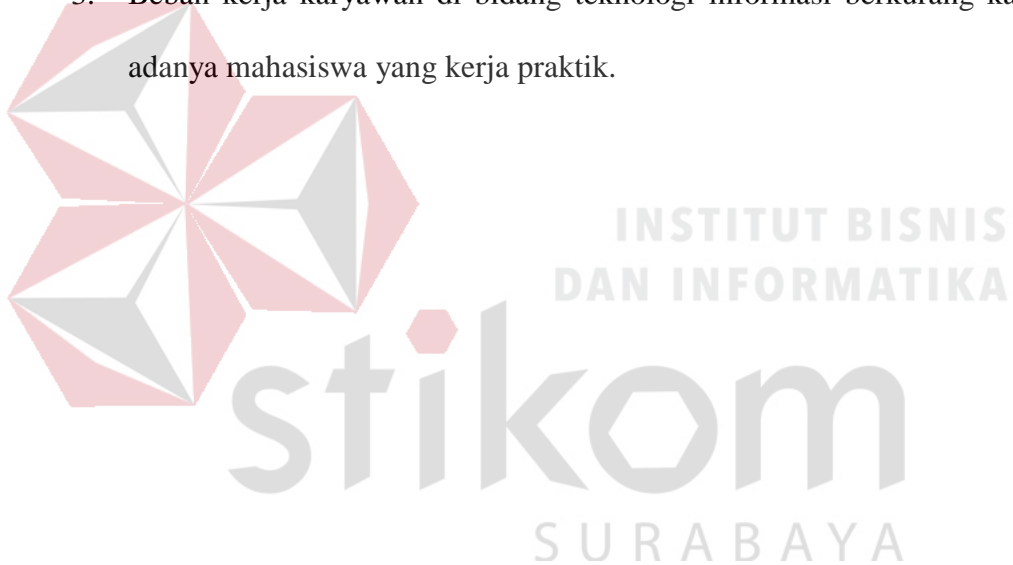 3. Beban kerja karyawan di bidang teknologi informasi berkurang ka
adanya mahasiswa yang kerja praktik.
INSTITUT BISNIS
DAN INFORMATIKA
stikom
SURABAYA